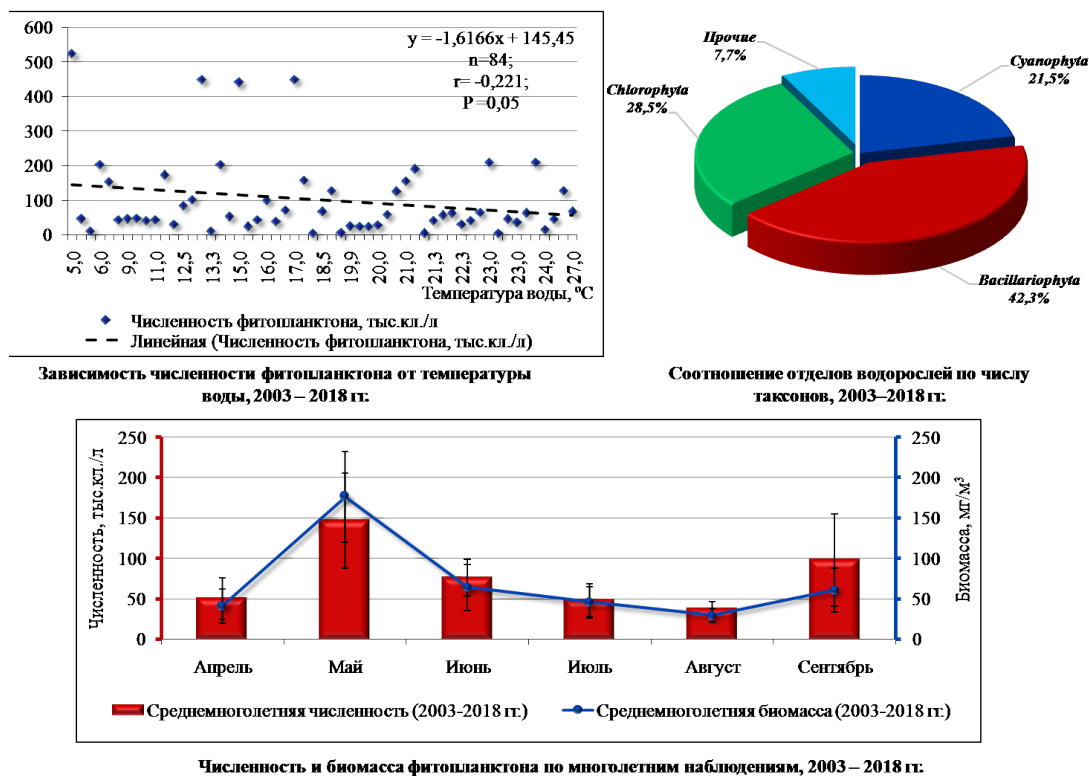 600
500
400
300
200
100
0
y = -1,6166x + 145,45
n=84;
r= -0,221;
P =0,05
5,0
6,0
9,0
11,0
12,5
13,5
15,0
17,0
18,5
19,9
20,0
21,0
21,3
22,3
23,0
23,0
24,0
27,0
Температура воды, °С
Численность фитопланктона, тыс.кл./л
Линейная (Численность фитопланктона, тыс.кл./л)
Зависимость численности фитопланктона от температуры
воды, 2003 – 2018 гг.
Прочие
7,7%
Cyanophyta
21,5%
Chlorophyta
28,5%
Bacillariophyta
42,3%
Соотношение отделов водорослей по числу
таксонов, 2003–2018 гг.
Численность, тыс.кл./л
250
200
150
100
50
0
250
200
150
100
50
0
Биомасса, мг/м³
Апрель
Май
Июнь
Июль
Август
Сентябрь
Среднемноголетняя численность (2003-2018 гг.)
Среднемноголетняя биомасса (2003-2018 гг.)
Численность и биомасса фитопланктона по многолетним наблюдениям, 2003 – 2018 гг.